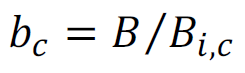 b_c = B/B_{i,c}